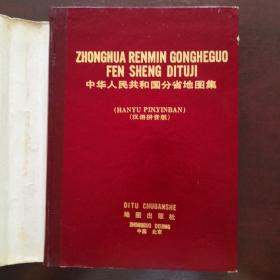 ZHONGHUA RENMIN GONGHEGUO
FEN SHENG DITUJI
中华人民共和国分省地图集
(HANYU PINYINBAN)
(汉语拼音版)
DITU CHUBANSHE
地图出版社
ZHONGGUO BEIJING
中国 北京